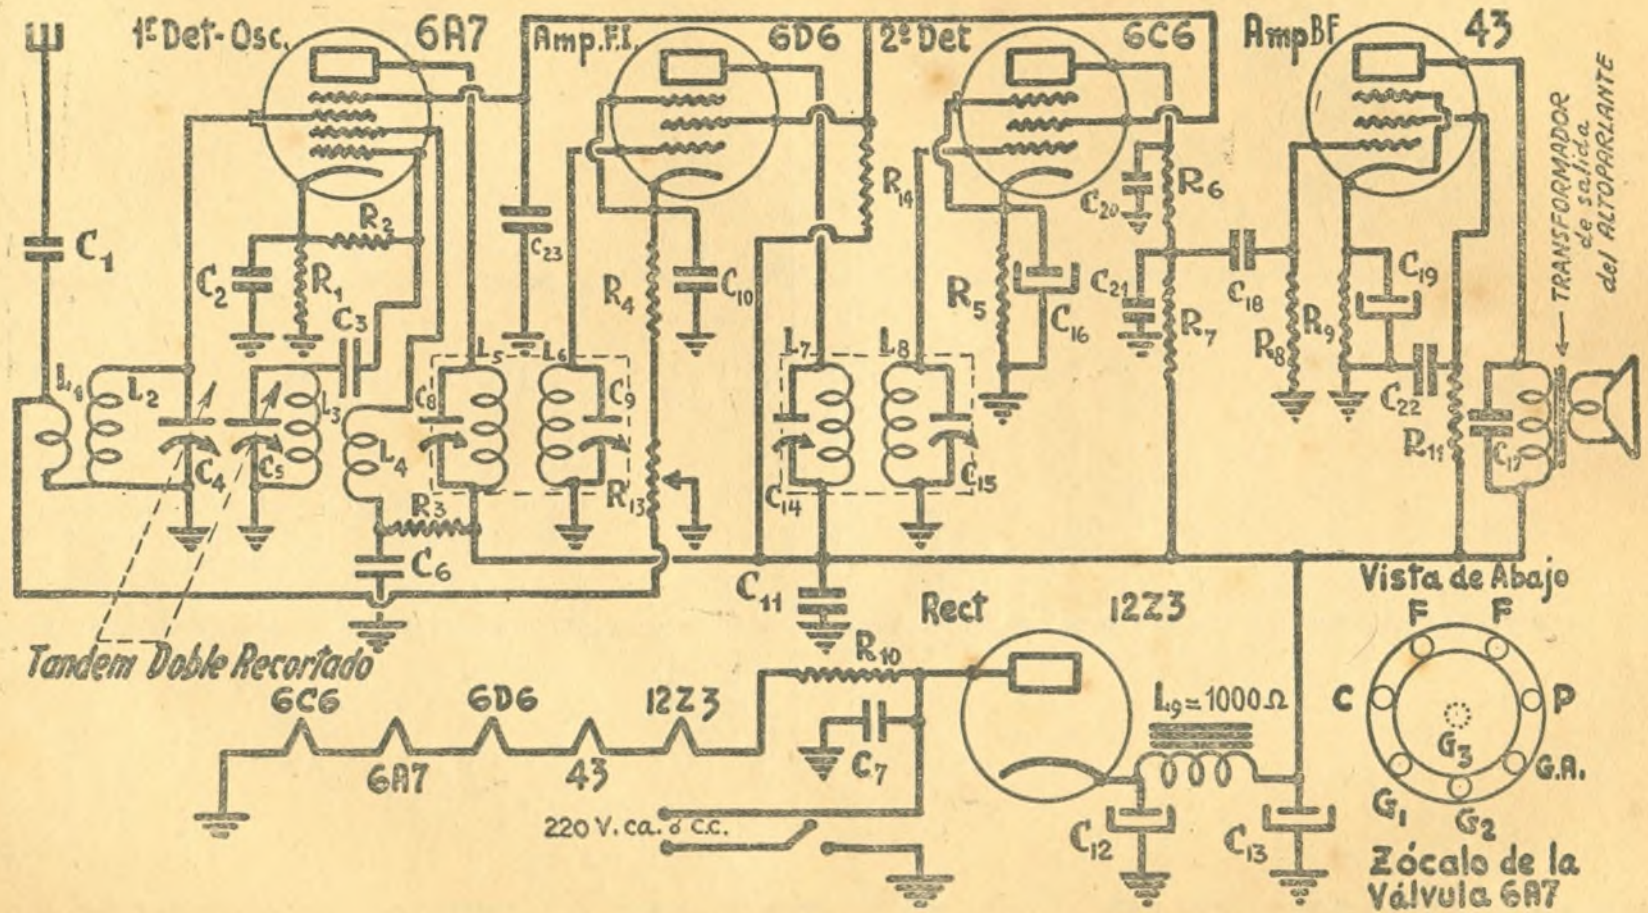 1ᵉʳ Det-Osc.
6A7
Amp.F.I.
6D6
2º Det
6C6
Amp BF
43
TRANSFORMADOR
de salida
del ALTOPARLANTE
C₁
R₂
C₂
R₁
C₃
C₂₃
R₄
C₁₀
R₁₄
R₅
C₁₆
C₂₀
R₆
C₂₁
C₁₈
R₇
R₈
R₉
C₁₉
C₂₂
R₁₁
C₁₇
L₁
L₂
C₄
C₅
L₃
L₄
C₈
L₅
L₆
C₉
R₁₃
L₇
L₈
C₁₄
C₁₅
R₃
C₆
C₁₁
Tandem Doble Recortado
Rect
12Z3
R₁₀
C₇
L₉=1000Ω
C₁₂
C₁₃
6C6
6A7
6D6
43
12Z3
220 V. ca. ó c.c.
Vista de Abajo
F
F
C
P
G₃
G.A.
G₁
G₂
Zócalo de la
Válvula 6A7